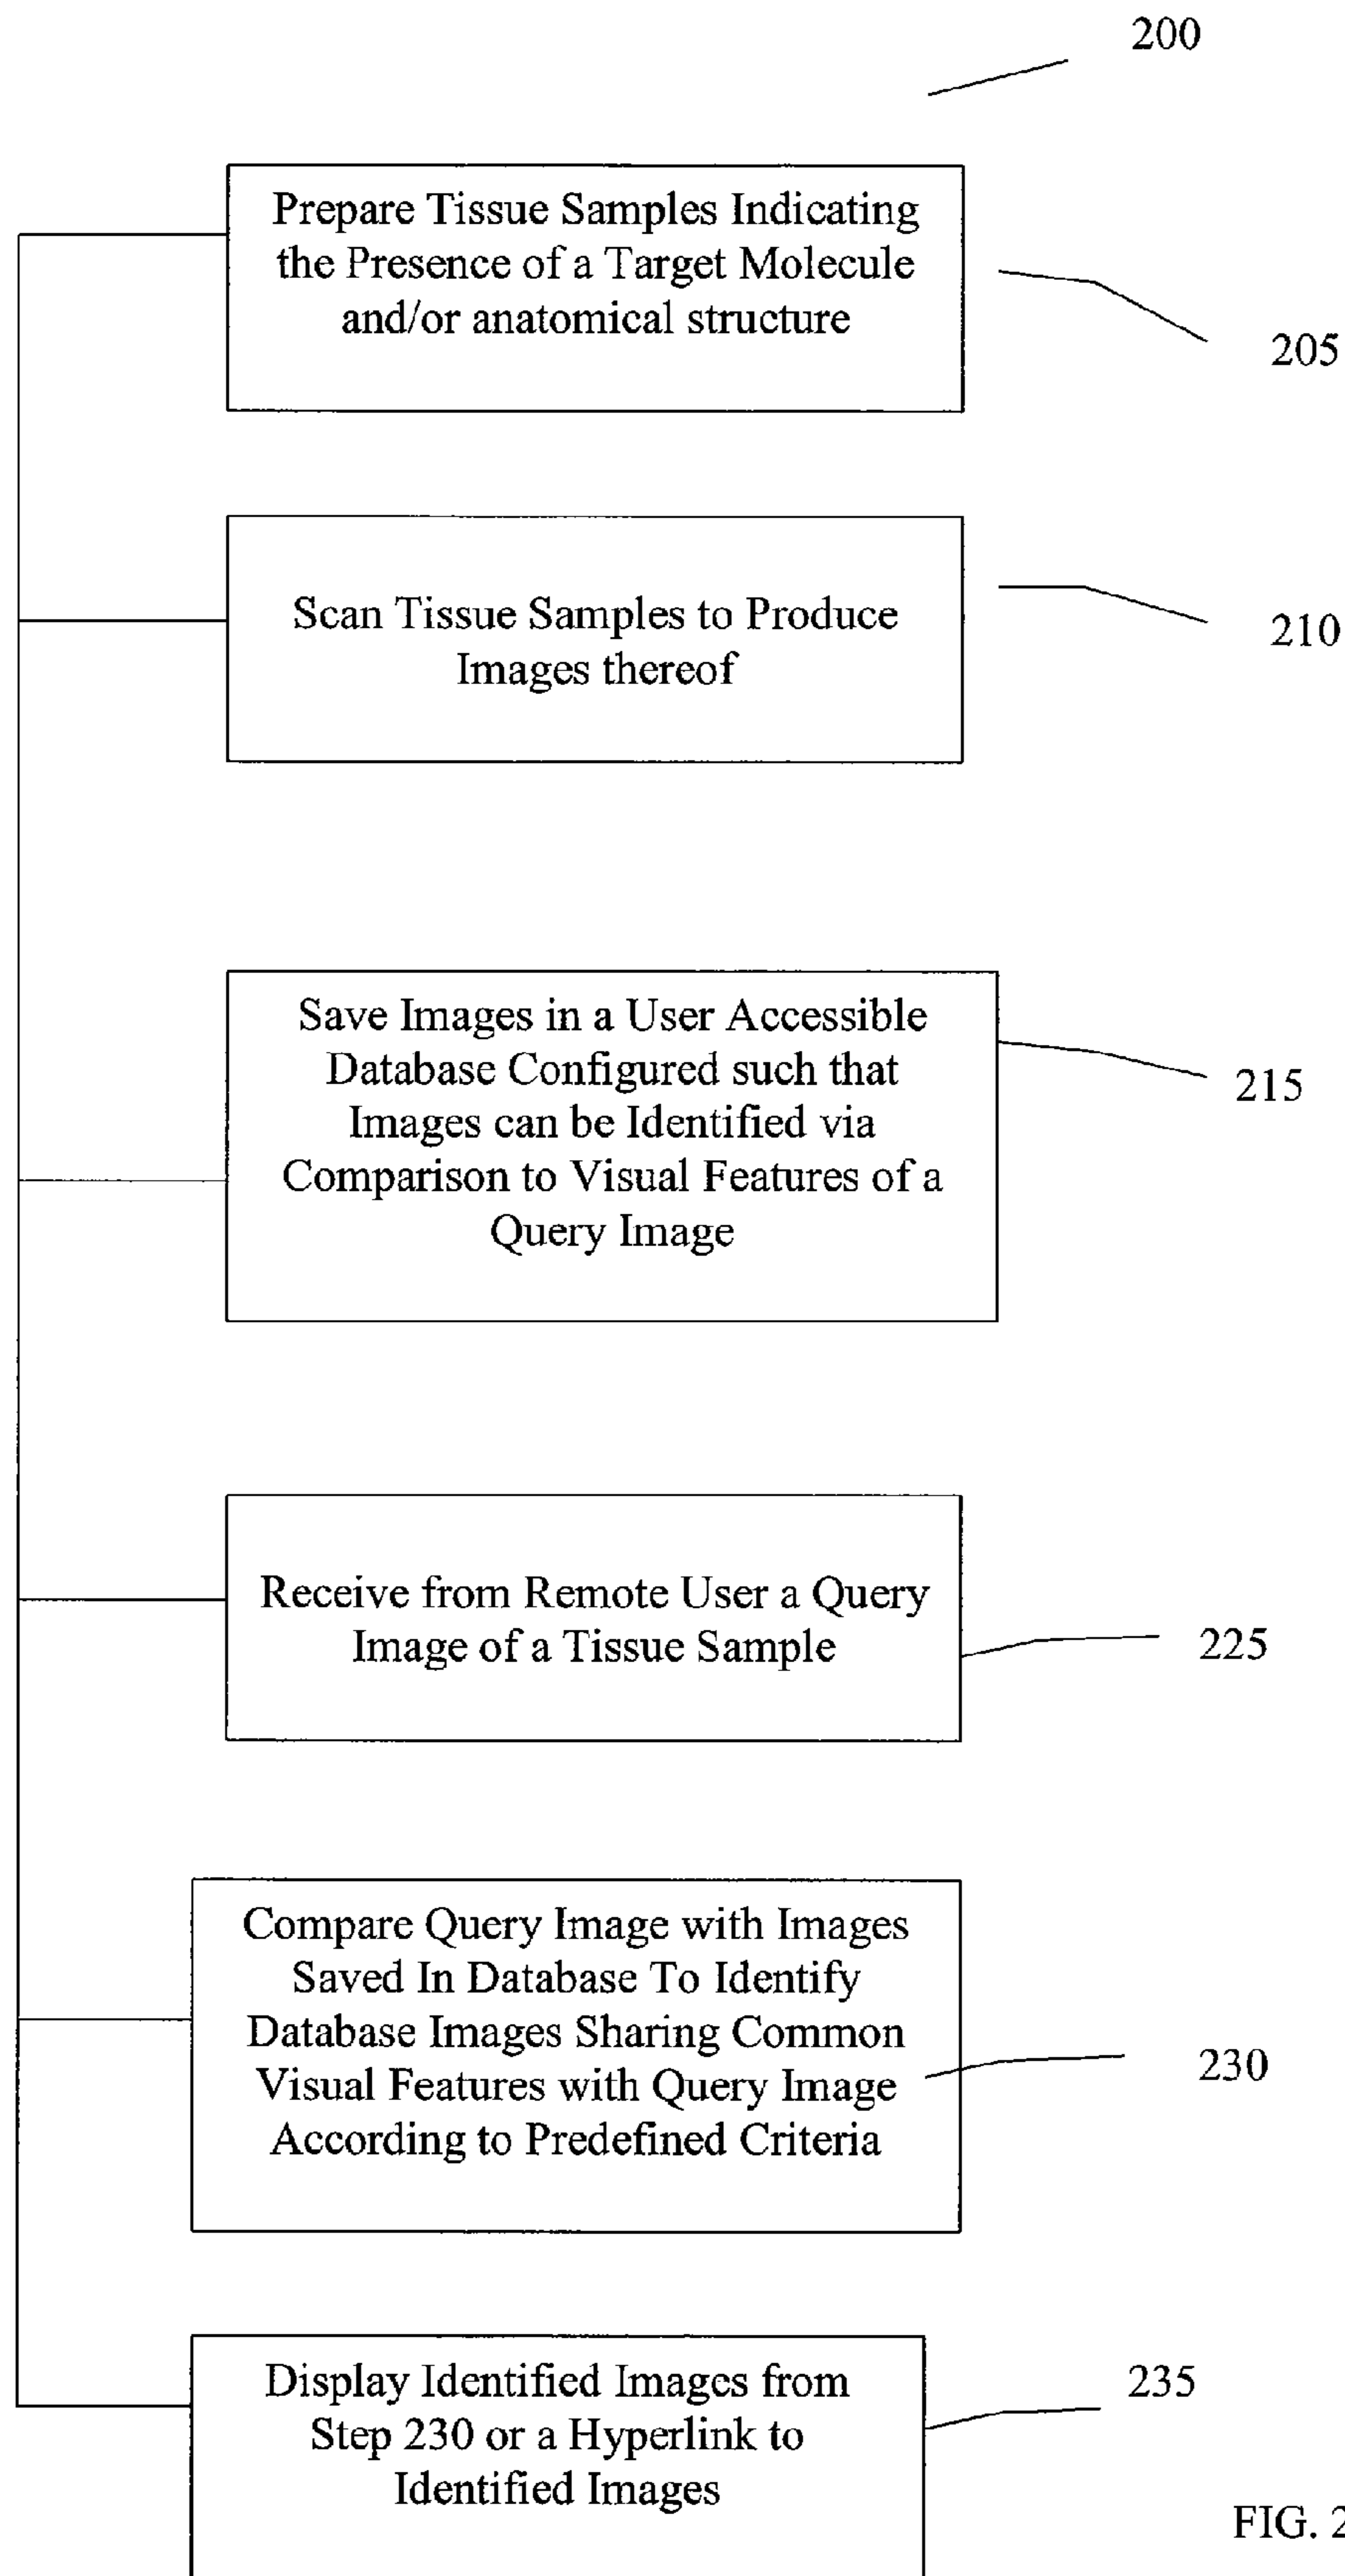 200
Prepare Tissue Samples Indicating
the Presence of a Target Molecule
and/or anatomical structure
205
Scan Tissue Samples to Produce
Images thereof
210
Save Images in a User Accessible
Database Configured such that
Images can be Identified via
Comparison to Visual Features of a
Query Image
215
Receive from Remote User a Query
Image of a Tissue Sample
225
Compare Query Image with Images
Saved In Database To Identify
Database Images Sharing Common
Visual Features with Query Image
According to Predefined Criteria
230
Display Identified Images from
Step 230 or a Hyperlink to
Identified Images
235
FIG. 2